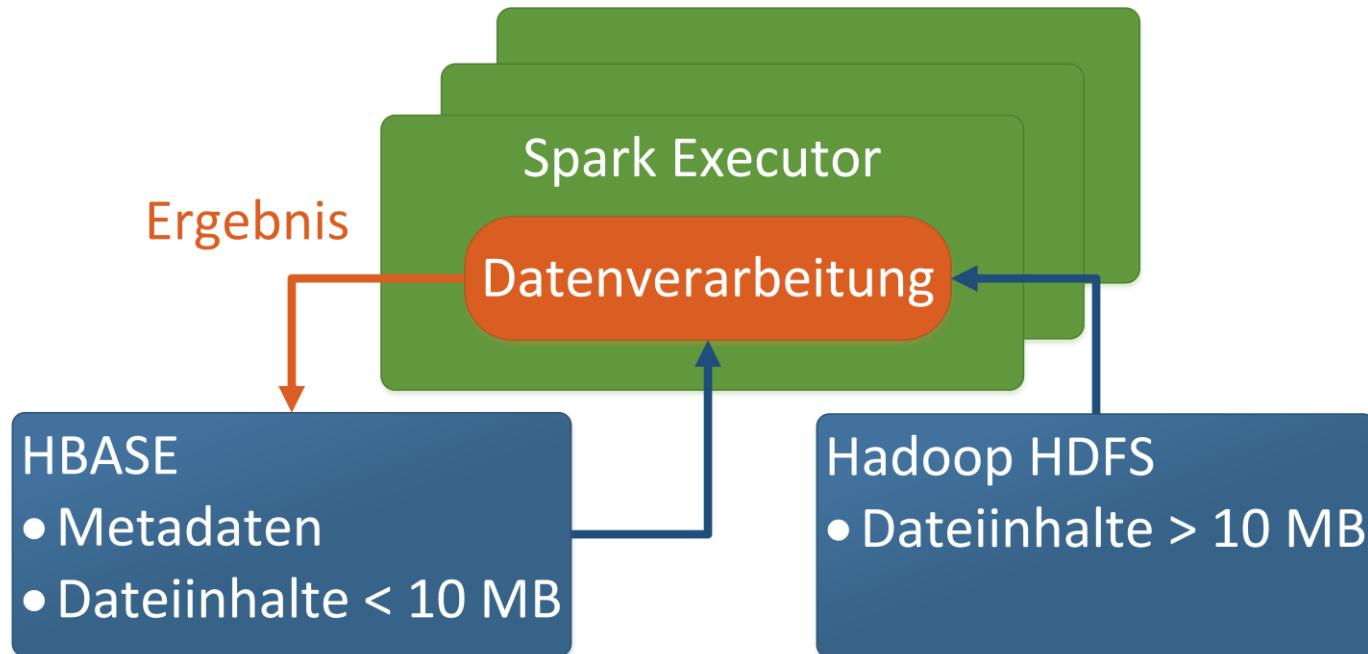 Spark Executor
Ergebnis
Datenverarbeitung
HBASE
• Metadaten
• Dateiinhalte < 10 MB
Hadoop HDFS
• Dateiinhalte > 10 MB